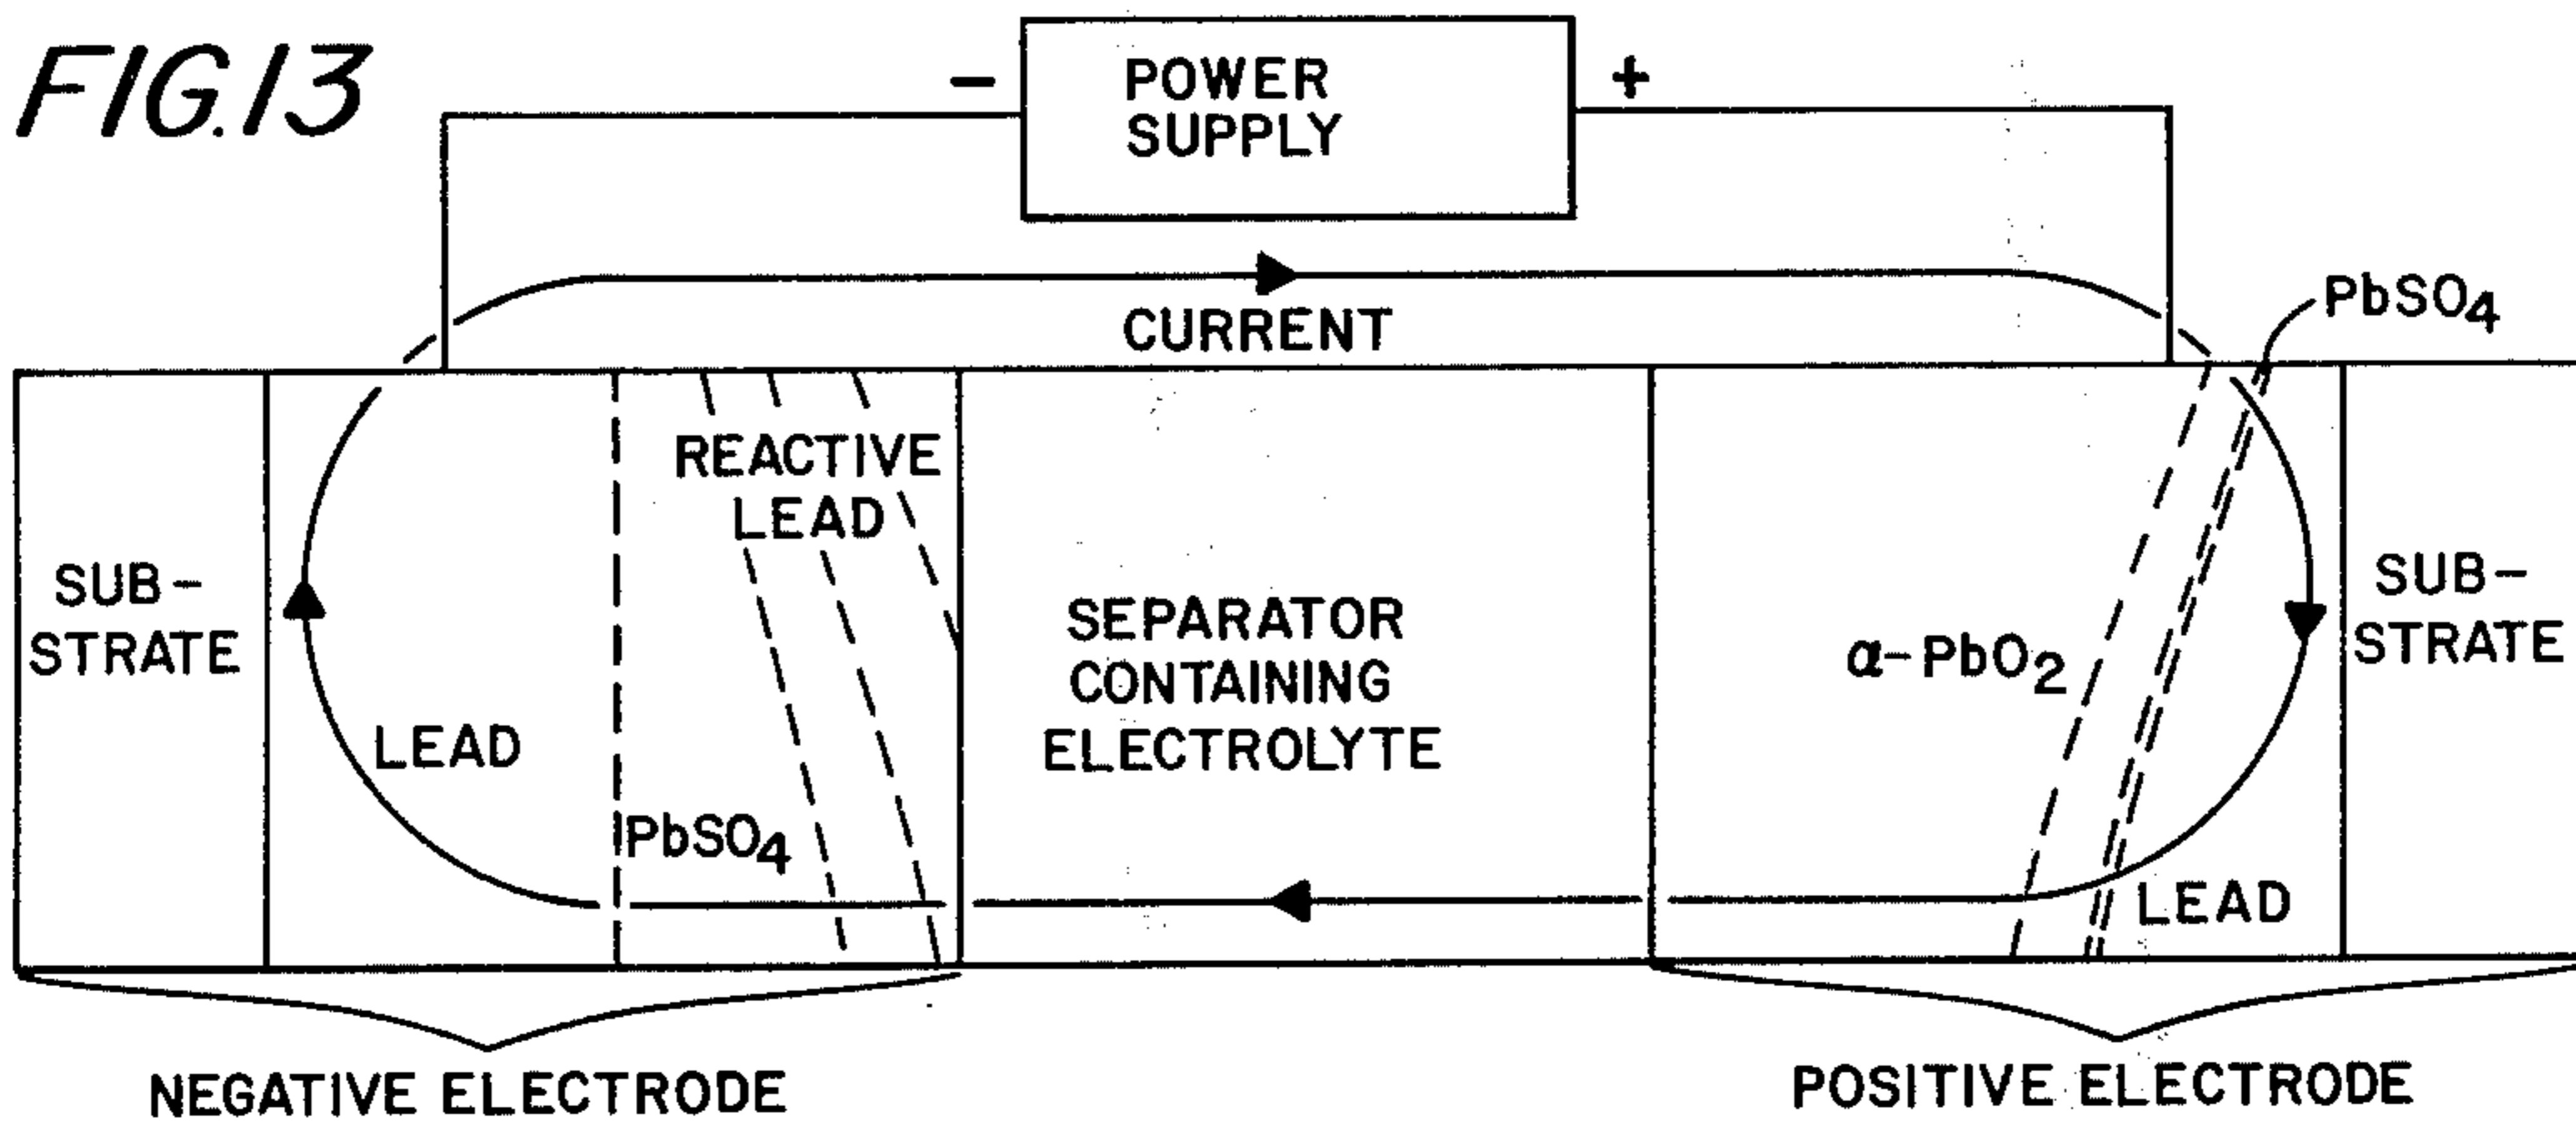 FIG.13
-
POWER
SUPPLY
+
CURRENT
PbSO4
REACTIVE
LEAD
SUB-
STRATE
LEAD
PbSO4
SEPARATOR
CONTAINING
ELECTROLYTE
α-PbO2
LEAD
SUB-
STRATE
NEGATIVE ELECTRODE
POSITIVE ELECTRODE